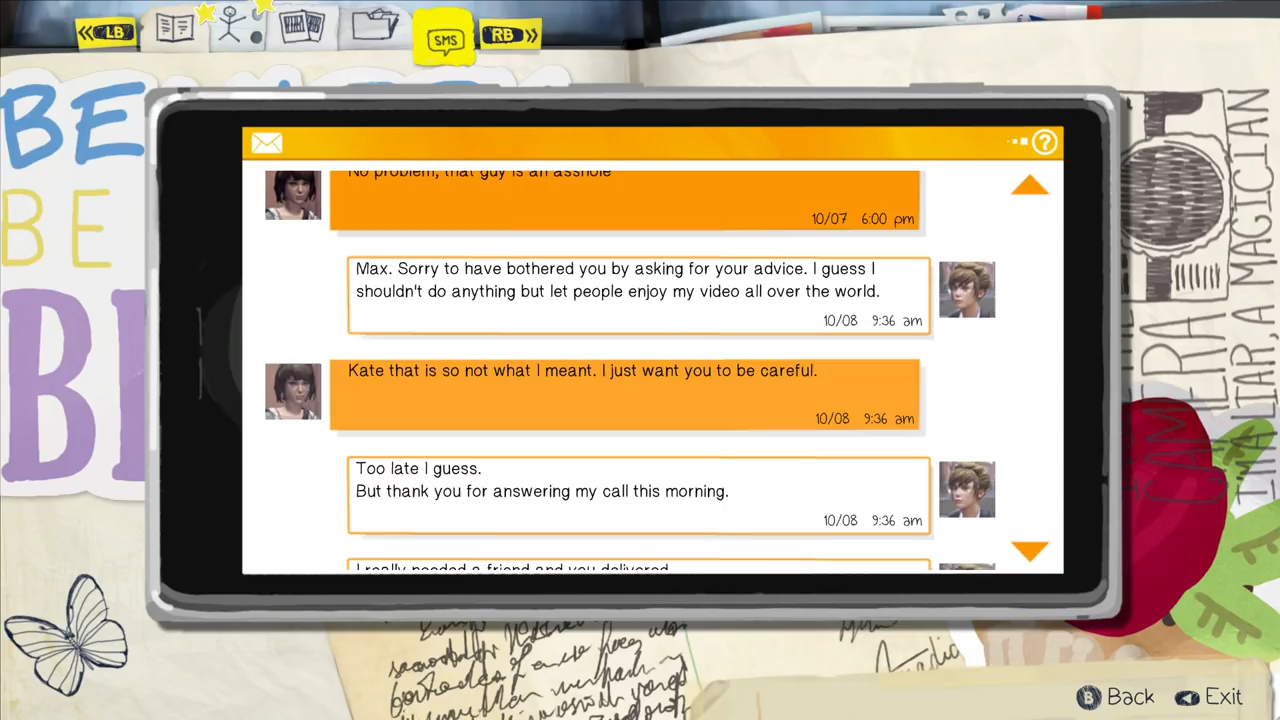 LB
SMS
RB
No problem, that guy is an asshole
10/07 6:00 pm
Max. Sorry to have bothered you by asking for your advice. I guess I
shouldn't do anything but let people enjoy my video all over the world.
10/08 9:36 am
Kate that is so not what I meant. I just want you to be careful.
10/08 9:36 am
Too late I guess.
But thank you for answering my call this morning.
10/08 9:36 am
I really needed a friend and you delivered
BE
BE
Back
Exit